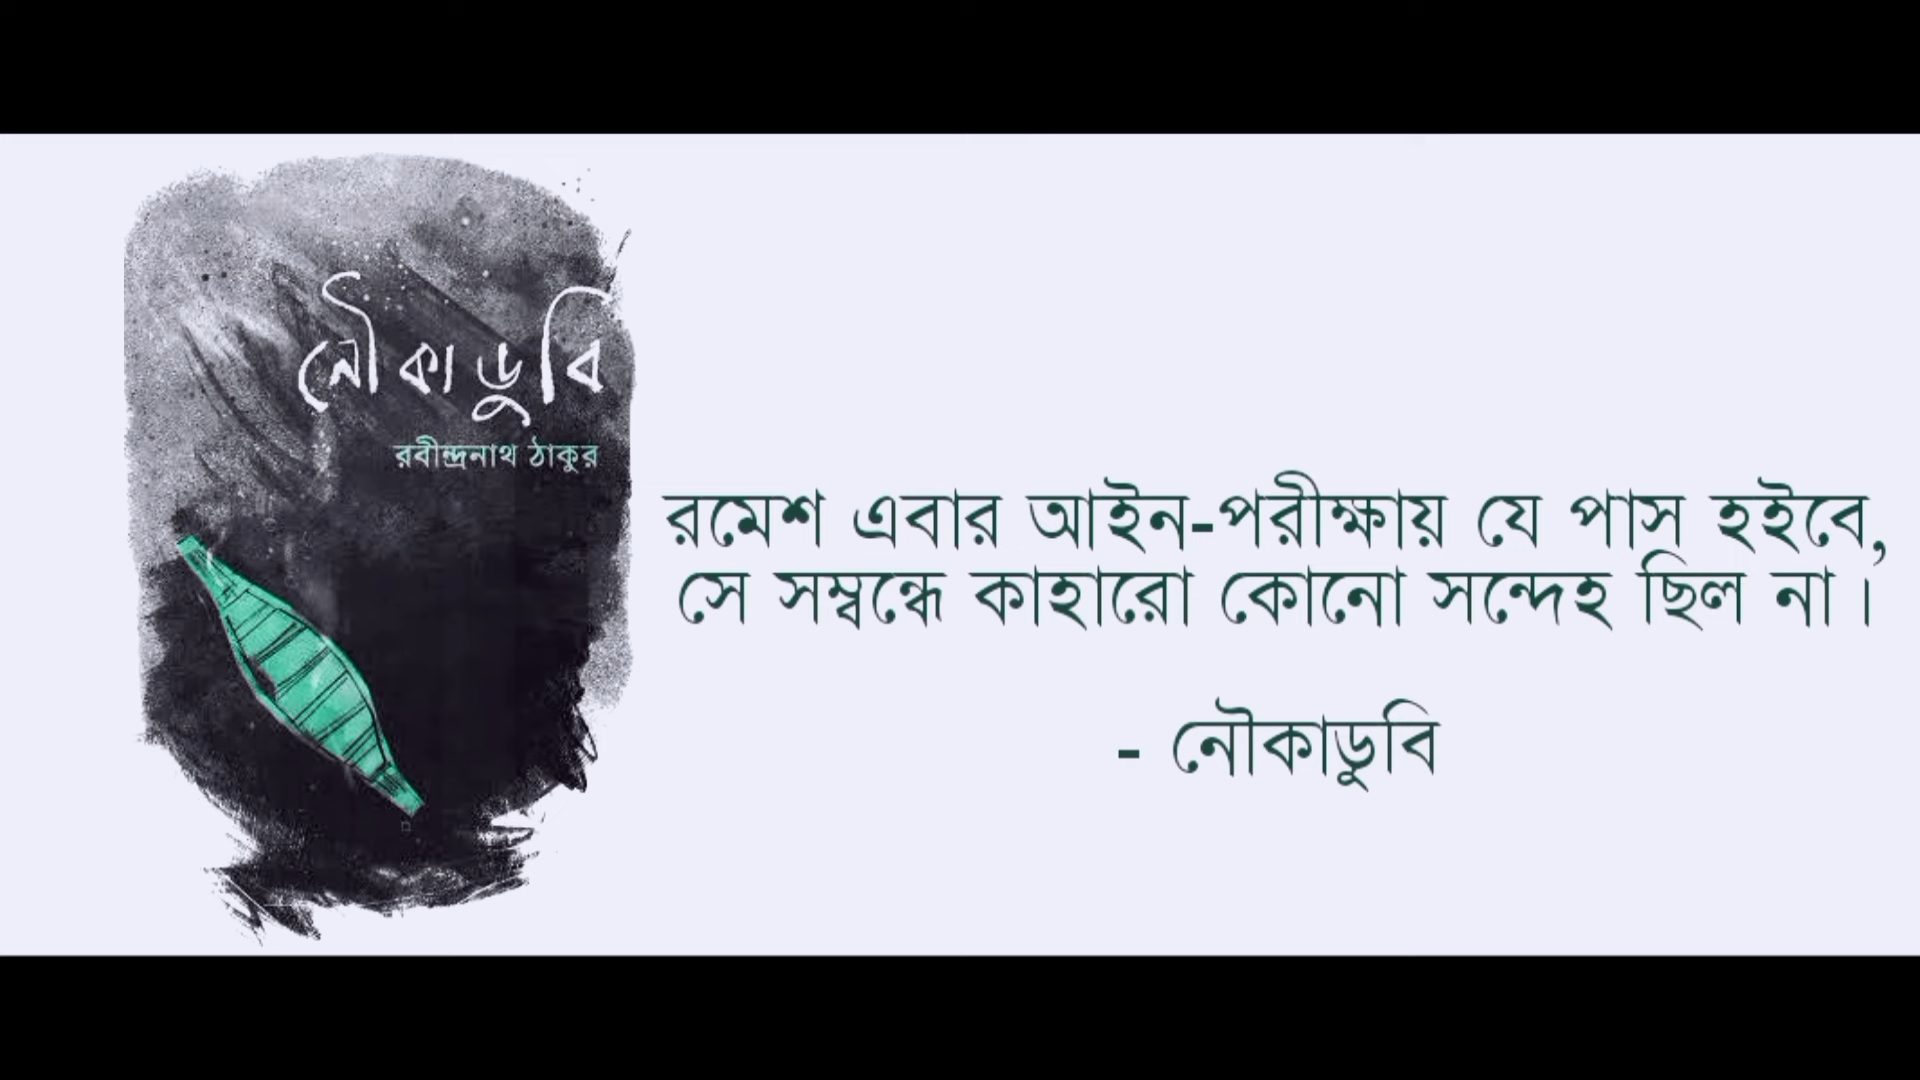 নৌকাডুবি
রবীন্দ্রনাথ ঠাকুর
রমেশ এবার আইন-পরীক্ষায় যে পাস হইবে,
সে সম্বন্ধে কাহারো কোনো সন্দেহ ছিল না।
- নৌকাডুবি